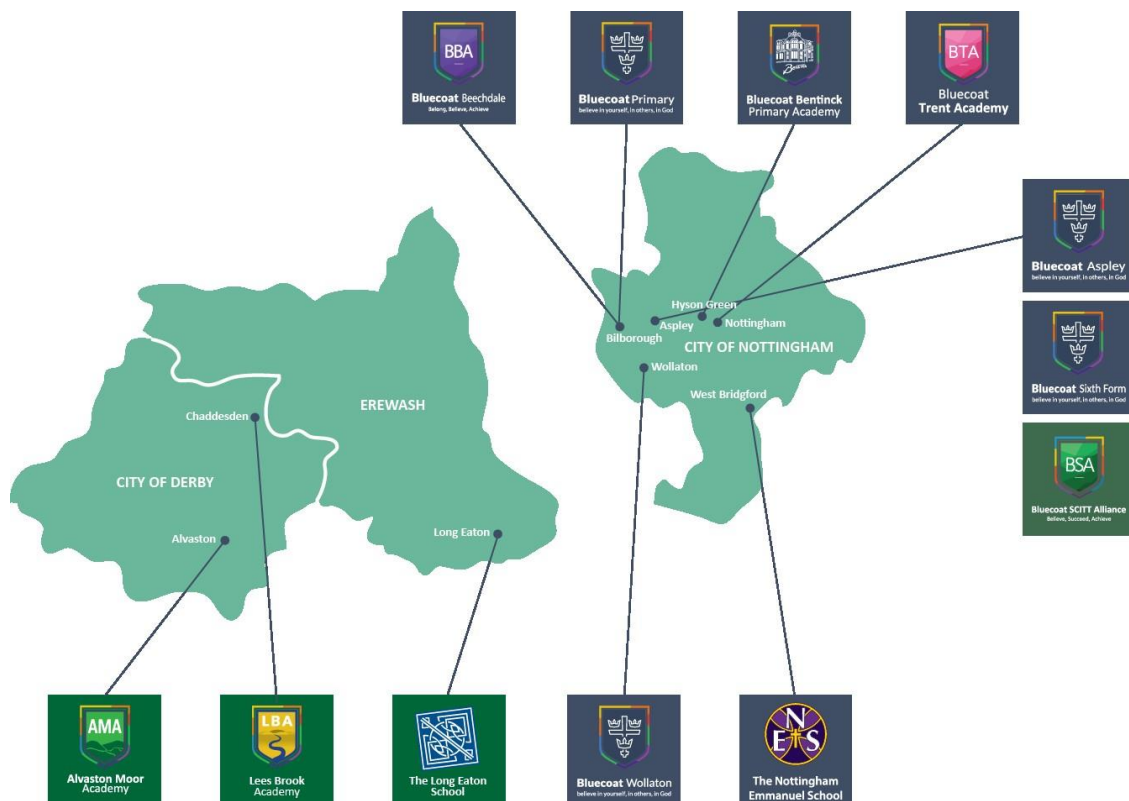 BBA
Bluecoat Beechdale
Belong, Believe, Achieve
Bluecoat Primary
believe in yourself, in others, in God
Bluecoat Bentinck
Primary Academy
BTA
Bluecoat
Trent Academy
Bluecoat Aspley
believe in yourself, in others, in God
Bluecoat Sixth Form
believe in yourself, in others, in God
BSA
Bluecoat SCITT Alliance
Believe, Succeed, Achieve
Hyson Green
Aspley
Nottingham
Bilborough
CITY OF NOTTINGHAM
Wollaton
West Bridgford
EREWASH
Chaddesden
CITY OF DERBY
Long Eaton
Alvaston
AMA
Alvaston Moor
Academy
LBA
Lees Brook
Academy
The Long Eaton
School
Bluecoat Wollaton
believe in yourself, in others, in God
N
E S
The Nottingham
Emmanuel School